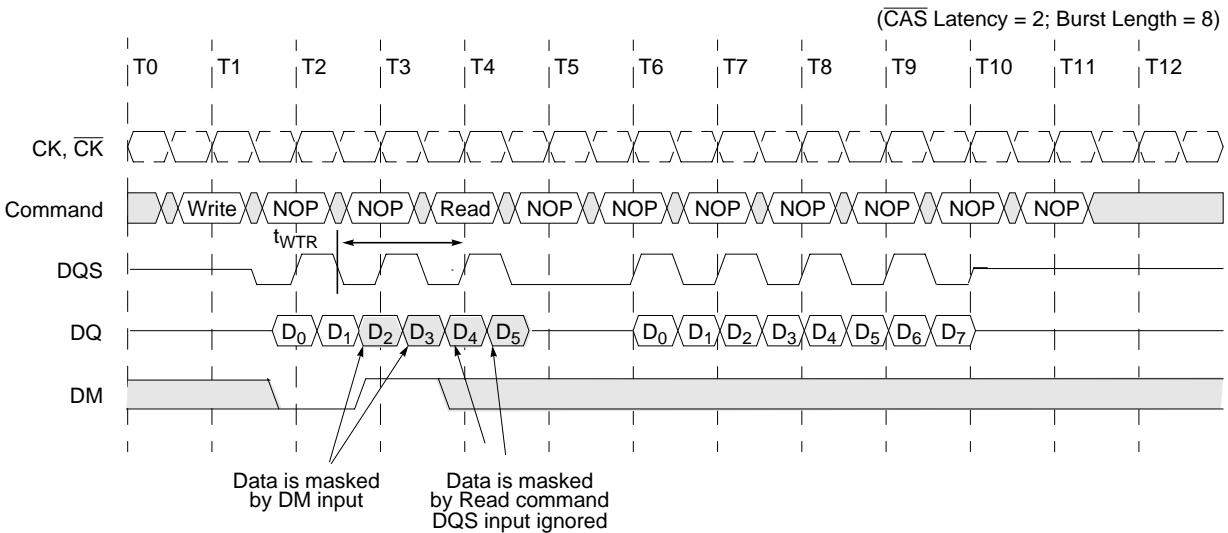 (CAS Latency = 2; Burst Length = 8)
T0 T1 T2 T3 T4 T5 T6 T7 T8 T9 T10 T11 T12
CK, CK
Command Write NOP NOP Read NOP NOP NOP NOP NOP NOP NOP
tWTR
DQS
DQ D0 D1 D2 D3 D4 D5 D0 D1 D2 D3 D4 D5 D6 D7
DM
Data is masked
by DM input
Data is masked
by Read command
DQS input ignored